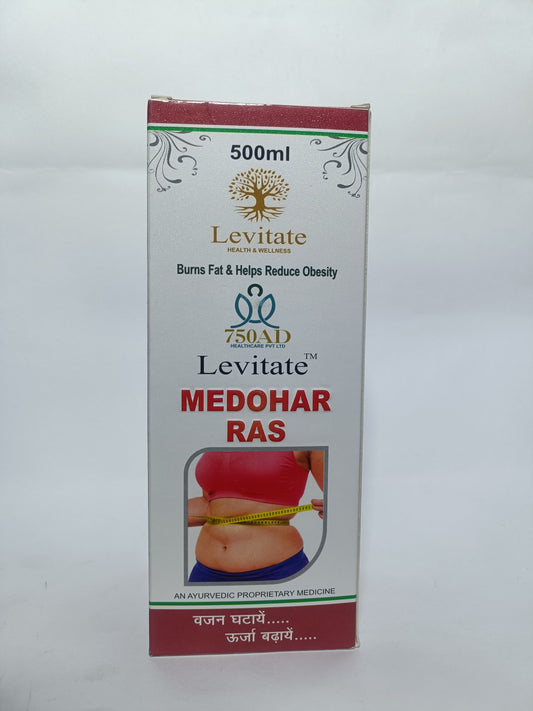 500ml
Levitate
HEALTH & WELLNESS
Burns Fat & Helps Reduce Obesity
750AD
HEALTHCARE PVT LTD
Levitate™
MEDOHAR
RAS
AN AYURVEDIC PROPRIETARY MEDICINE
वजन घटायें.....
ऊर्जा बढ़ायें.....